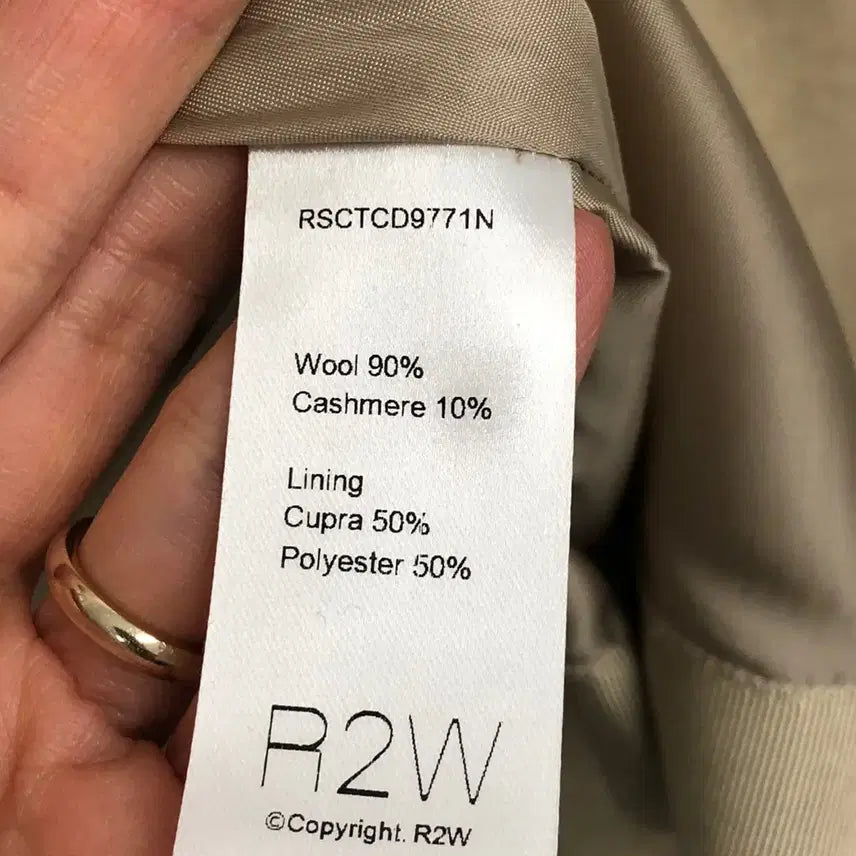 RSCTCD9771N
Wool 90%
Cashmere 10%
Lining
Cupra 50%
Polyester 50%
R2W
©Copyright. R2W